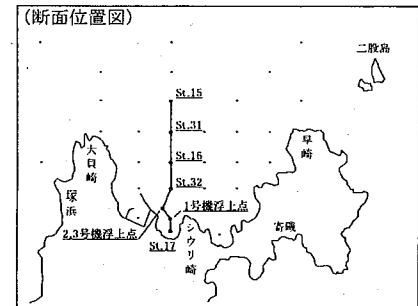 (断面位置図)
二股島
St.15
St.31
早崎
大貝崎
St.16
塚浜
St.32
1号機浮上点
寄磯
2,3号機浮上点
シウリ崎
St.17